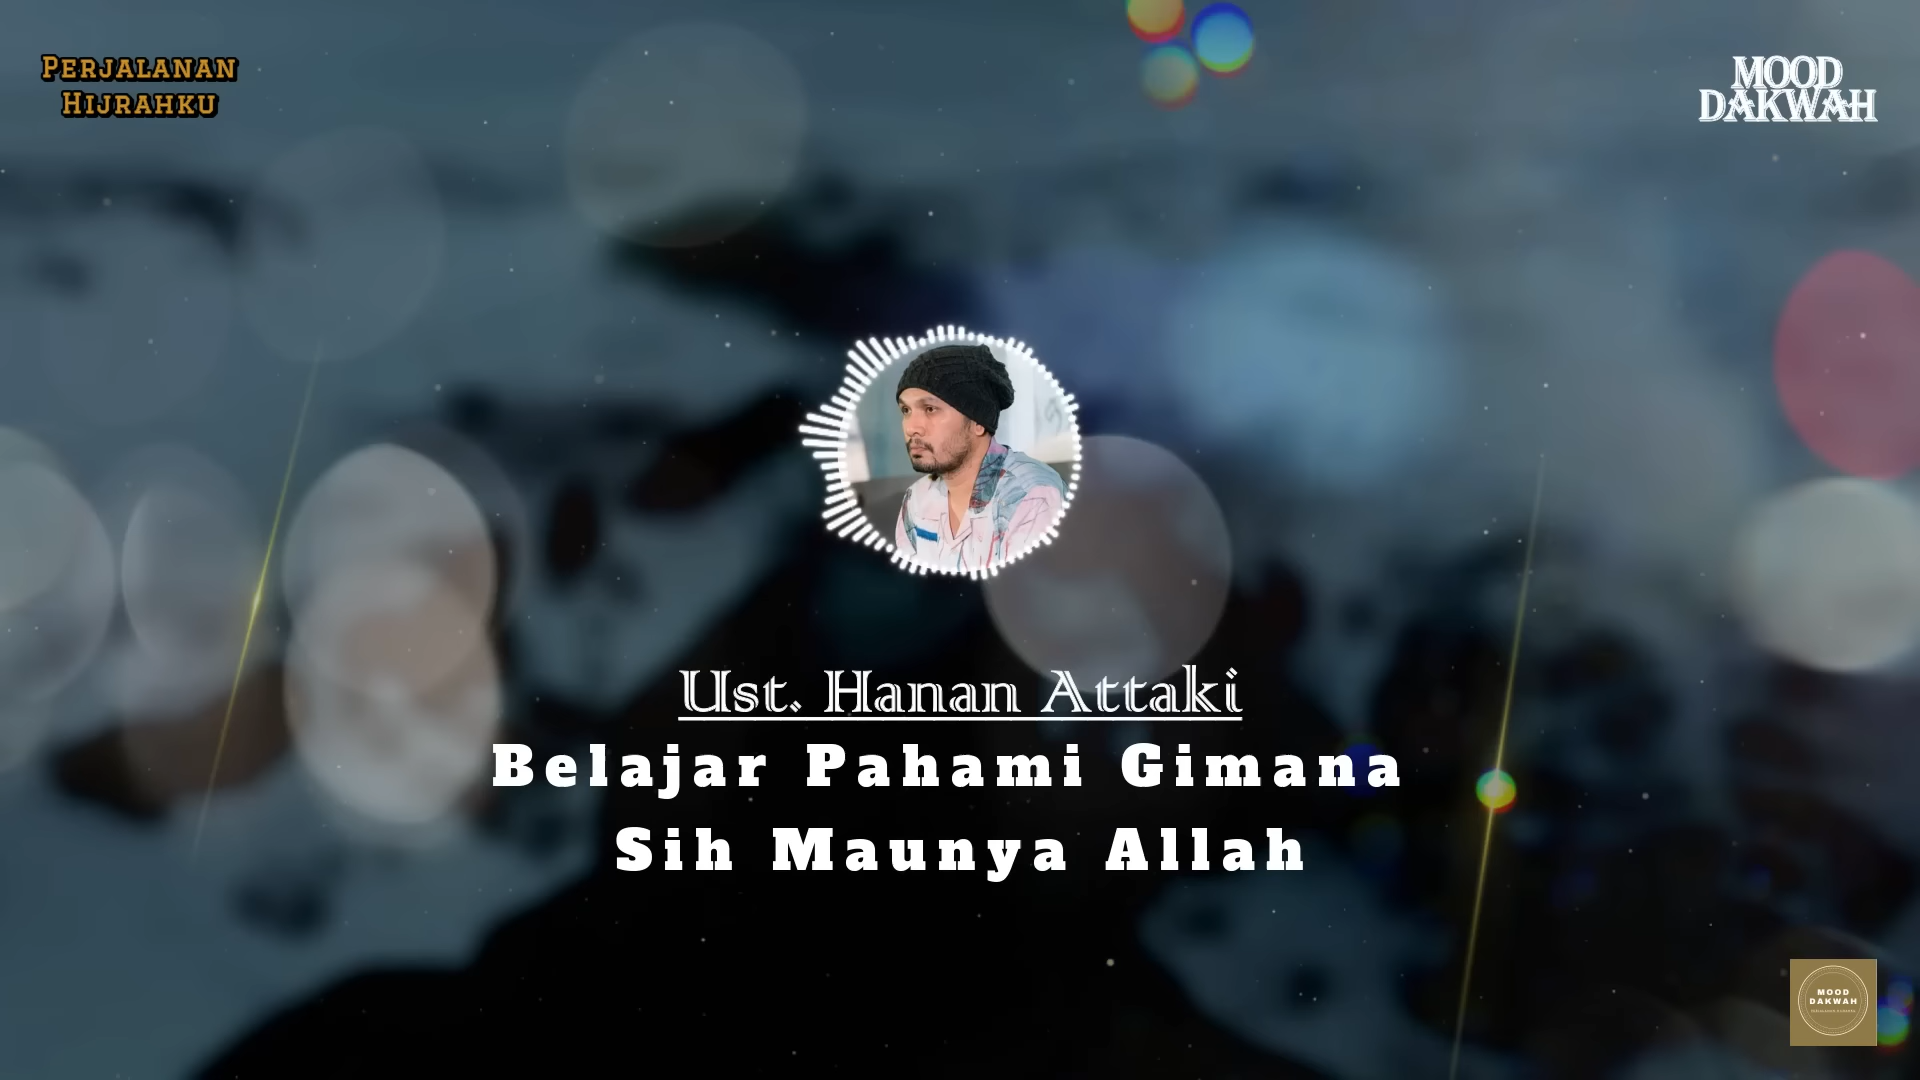 PERJALANAN
HIJRAHKU
MOOD
DAKWAH
Ust. Hanan Attaki
Belajar Pahami Gimana
Sih Maunya Allah
MOOD
DAKWAH